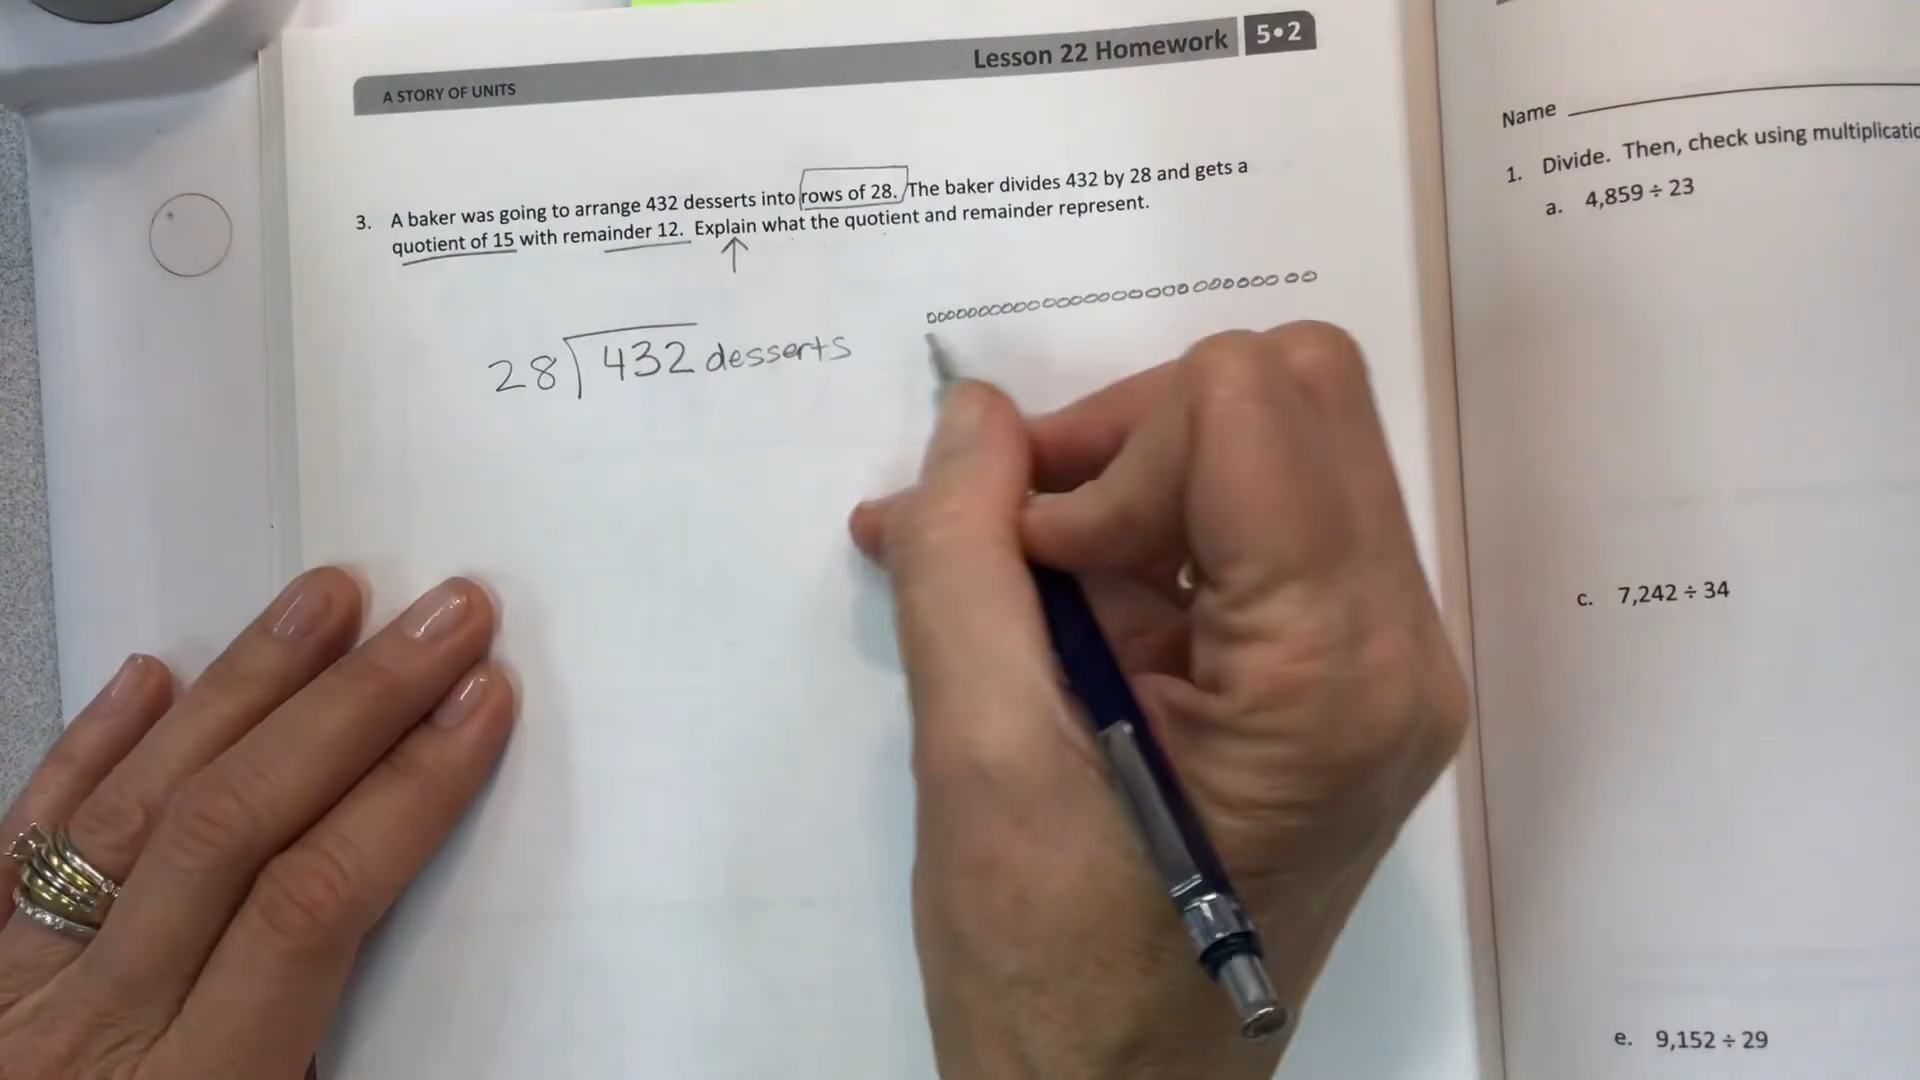 A STORY OF UNITS
Lesson 22 Homework 5•2
3. A baker was going to arrange 432 desserts into rows of 28. The baker divides 432 by 28 and gets a
quotient of 15 with remainder 12. Explain what the quotient and remainder represent.
28 432 desserts
Name
1. Divide. Then, check using
a. 4,859 ÷ 23
c. 7,242 ÷ 34
e. 9,152 ÷ 29